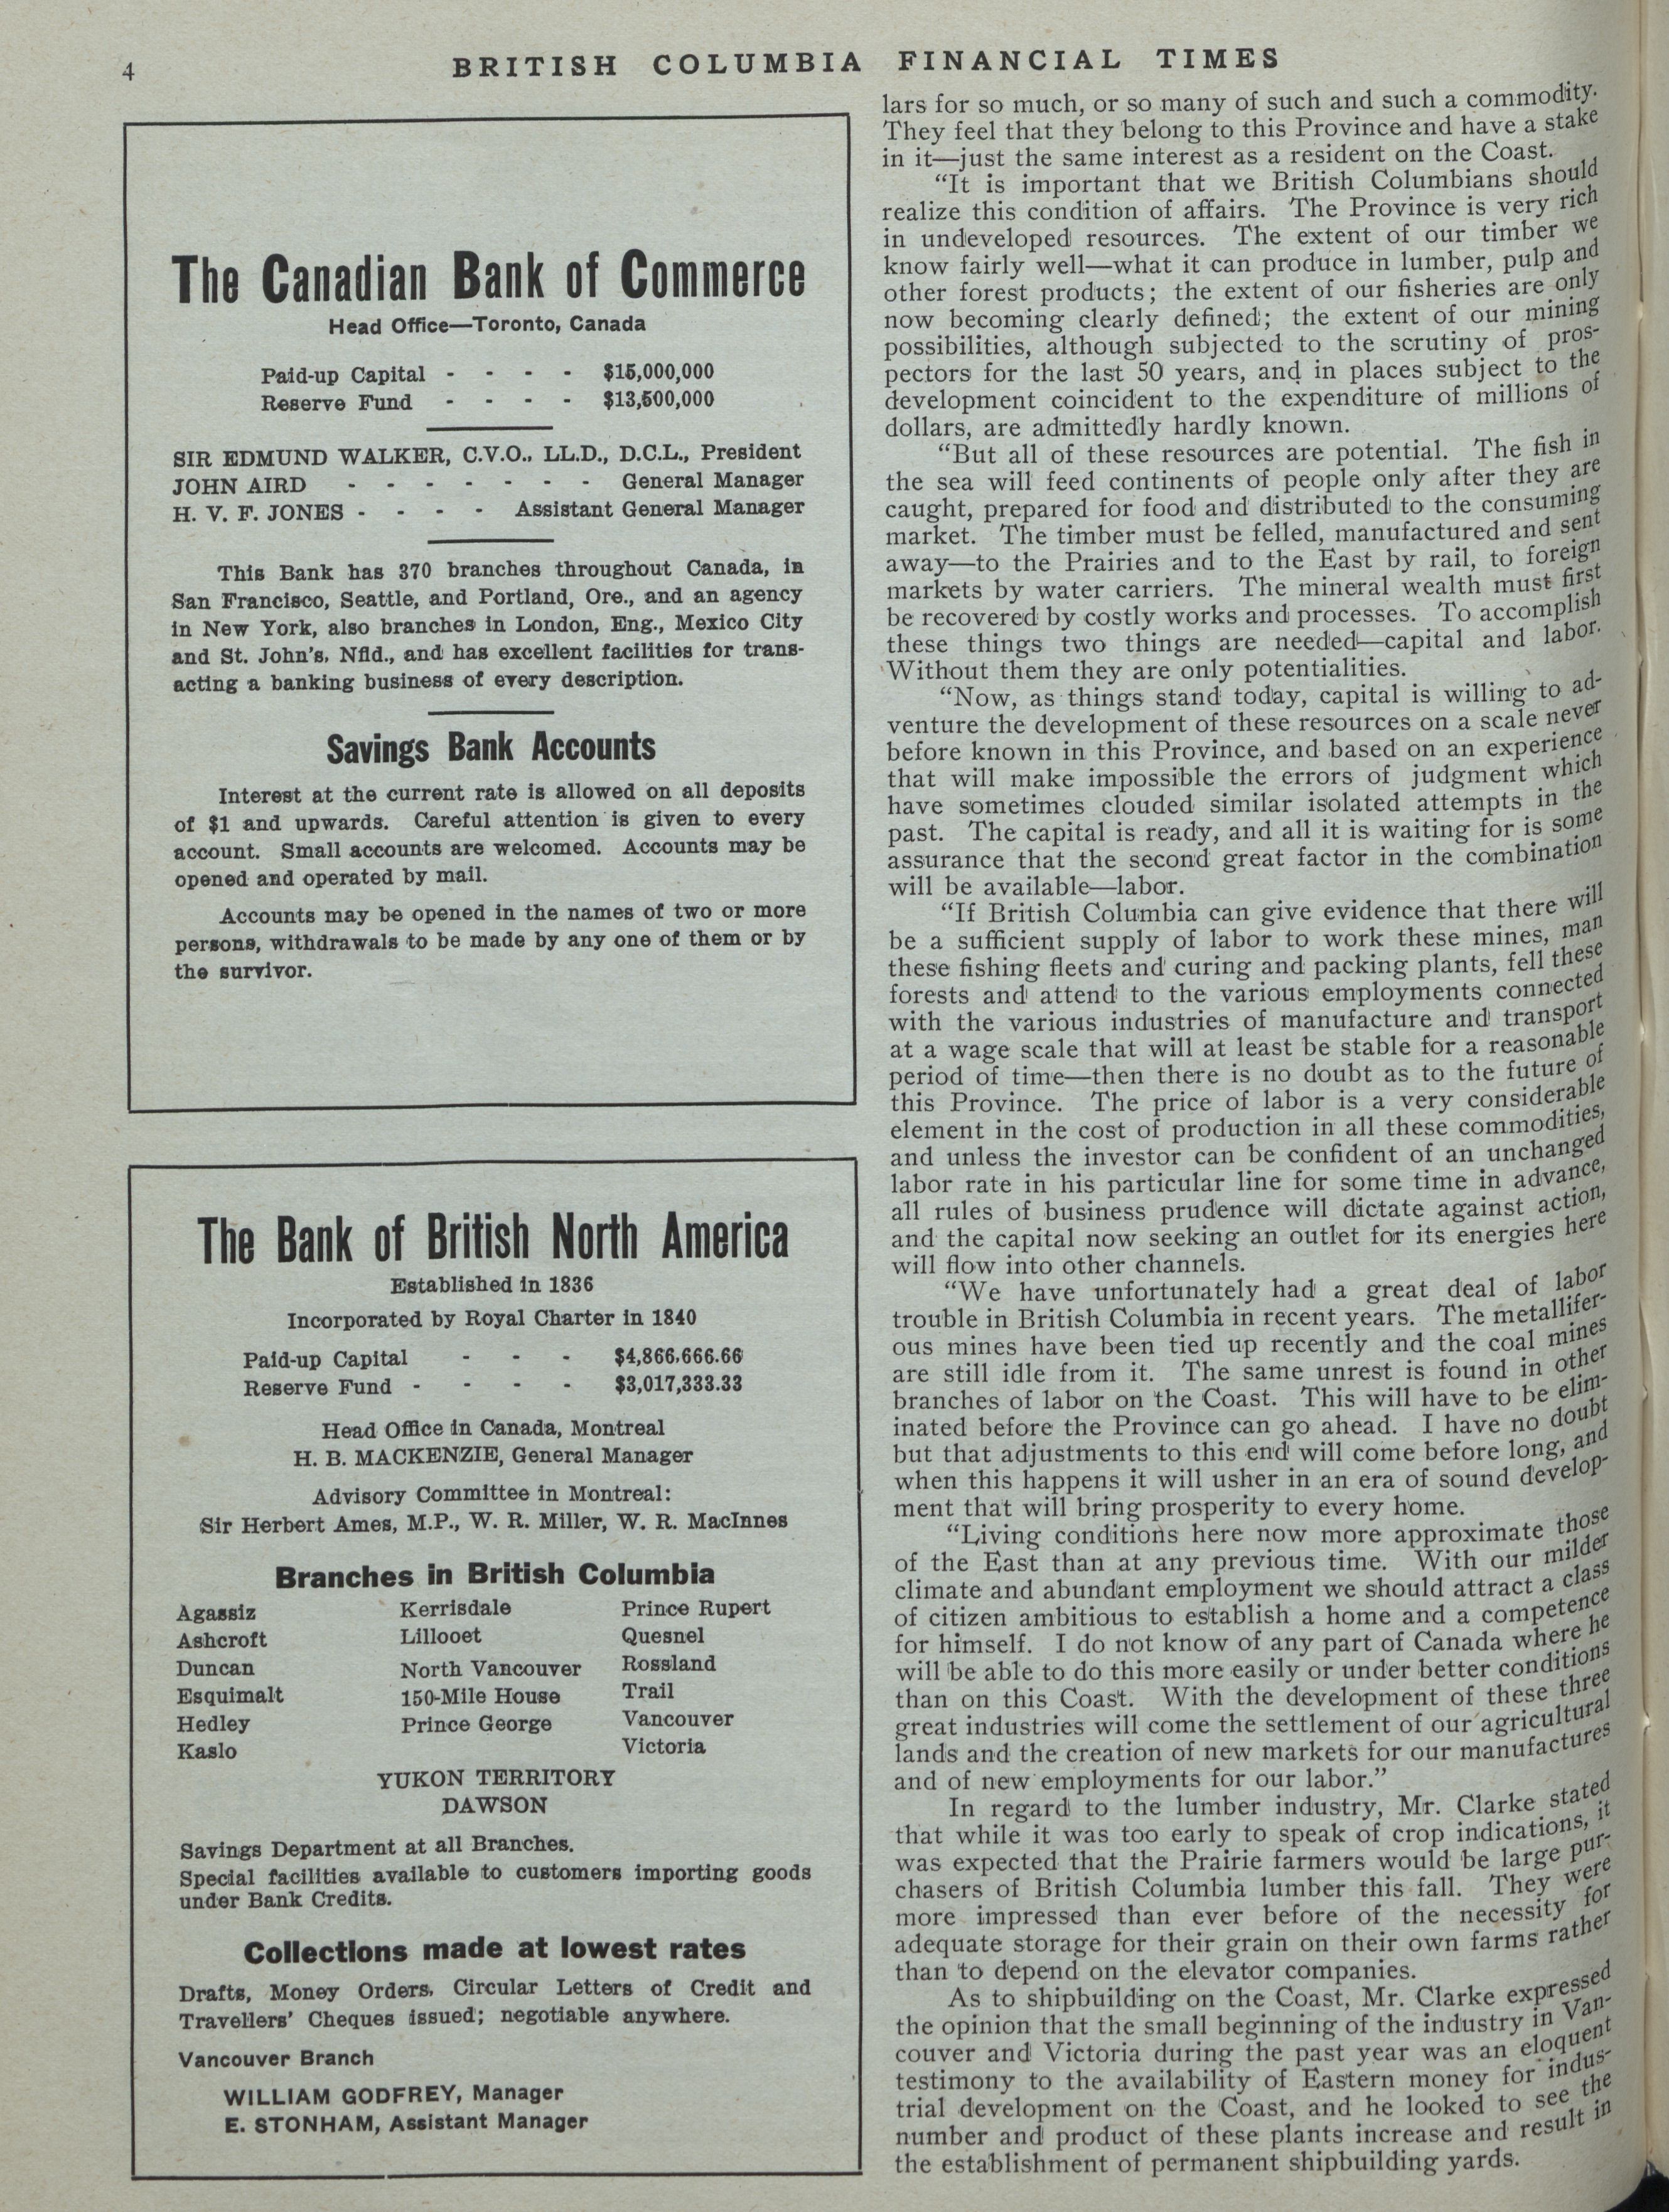 4
BRITISH COLUMBIA FINANCIAL TIMES
The Canadian Bank of Commerce
Head Office—Toronto, Canada
Paid-up Capital - - - - $15,000,000
Reserve Fund - - - - $13,500,000
SIR EDMUND WALKER, C.V.O., LL.D., D.C.L., President
JOHN AIRD - - - - - - - General Manager
H. V. F. JONES - - - - Assistant General Manager
This Bank has 370 branches throughout Canada, in
San Francisco, Seattle, and Portland, Ore., and an agency
in New York, also branches in London, Eng., Mexico City
and St. John's, Nfld., and has excellent facilities for trans-
acting a banking business of every description.
Savings Bank Accounts
Interest at the current rate is allowed on all deposits
of $1 and upwards. Careful attention is given to every
account. Small accounts are welcomed. Accounts may be
opened and operated by mail.
Accounts may be opened in the names of two or more
persons, withdrawals to be made by any one of them or by
the survivor.
The Bank of British North America
Established in 1836
Incorporated by Royal Charter in 1840
Paid-up Capital - - - $4,866,666.66
Reserve Fund - - - - $3,017,333.33
Head Office in Canada, Montreal
H. B. MACKENZIE, General Manager
Advisory Committee in Montreal:
Sir Herbert Ames, M.P., W. R. Miller, W. R. MacInnes
Branches in British Columbia
Agassiz Kerrisdale Prince Rupert
Ashcroft Lillooet Quesnel
Duncan North Vancouver Rossland
Esquimalt 150-Mile House Trail
Hedley Prince George Vancouver
Kaslo Victoria
YUKON TERRITORY
DAWSON
Savings Department at all Branches.
Special facilities available to customers importing goods
under Bank Credits.
Collections made at lowest rates
Drafts, Money Orders, Circular Letters of Credit and
Travellers' Cheques issued; negotiable anywhere.
Vancouver Branch
WILLIAM GODFREY, Manager
E. STONHAM, Assistant Manager
lars for so much, or so many of such and such a commodity.
They feel that they belong to this Province and have a stake
in it—just the same interest as a resident on the Coast.
"It is important that we British Columbians should
realize this condition of affairs. The Province is very rich
in undeveloped resources. The extent of our timber we
know fairly well—what it can produce in lumber, pulp and
other forest products; the extent of our fisheries are only
now becoming clearly defined; the extent of our mining
possibilities, although subjected to the scrutiny of pros-
pectors for the last 50 years, and in places subject to the
development coincident to the expenditure of millions of
dollars, are admittedly hardly known.
"But all of these resources are potential. The fish in
the sea will feed continents of people only after they are
caught, prepared for food and distributed to the consuming
market. The timber must be felled, manufactured and sent
away—to the Prairies and to the East by rail, to foreign
markets by water carriers. The mineral wealth must first
be recovered by costly works and processes. To accomplish
these things two things are needed—capital and labor.
Without them they are only potentialities.
"Now, as things stand today, capital is willing to ad-
venture the development of these resources on a scale never
before known in this Province, and based on an experience
that will make impossible the errors of judgment which
have sometimes clouded similar isolated attempts in the
past. The capital is ready, and all it is waiting for is some
assurance that the second great factor in the combination
will be available—labor.
"If British Columbia can give evidence that there will
be a sufficient supply of labor to work these mines, man
these fishing fleets and curing and packing plants, fell these
forests and attend to the various employments connected
with the various industries of manufacture and transport
at a wage scale that will at least be stable for a reasonable
period of time—then there is no doubt as to the future of
this Province. The price of labor is a very considerable
element in the cost of production in all these commodities,
and unless the investor can be confident of an unchanged
labor rate in his particular line for some time in advance,
all rules of business prudence will dictate against action,
and the capital now seeking an outlet for its energies here
will flow into other channels.
"We have unfortunately had a great deal of labor
trouble in British Columbia in recent years. The metallifer-
ous mines have been tied up recently and the coal mines
are still idle from it. The same unrest is found in other
branches of labor on the Coast. This will have to be elim-
inated before the Province can go ahead. I have no doubt
but that adjustments to this end will come before long, and
when this happens it will usher in an era of sound develop-
ment that will bring prosperity to every home.
"Living conditions here now more approximate those
of the East than at any previous time. With our milder
climate and abundant employment we should attract a class
of citizen ambitious to establish a home and a competence
for himself. I do not know of any part of Canada where he
will be able to do this more easily or under better conditions
than on this Coast. With the development of these three
great industries will come the settlement of our agricultural
lands and the creation of new markets for our manufactures
and of new employments for our labor."
In regard to the lumber industry, Mr. Clarke stated
that while it was too early to speak of crop indications, it
was expected that the Prairie farmers would be large pur-
chasers of British Columbia lumber this fall. They were
more impressed than ever before of the necessity for
adequate storage for their grain on their own farms rather
than to depend on the elevator companies.
As to shipbuilding on the Coast, Mr. Clarke expressed
the opinion that the small beginning of the industry in Van-
couver and Victoria during the past year was an eloquent
testimony to the availability of Eastern money for indus-
trial development on the Coast, and he looked to see the
number and product of these plants increase and result in
the establishment of permanent shipbuilding yards.